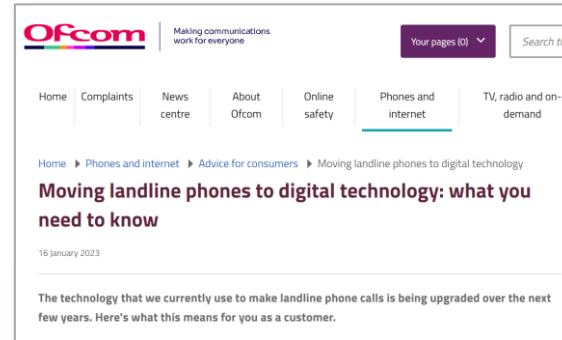 Ofcom
Making communications
work for everyone
Your pages (0)
Search
Home
Complaints
News
centre
About
Ofcom
Online
safety
Phones and
internet
TV, radio and on-
demand
Home Phones and internet Advice for consumers Moving landline phones to digital technology
Moving landline phones to digital technology: what you
need to know
16 January 2023
The technology that we currently use to make landline phone calls is being upgraded over the next
few years. Here's what this means for you as a customer.